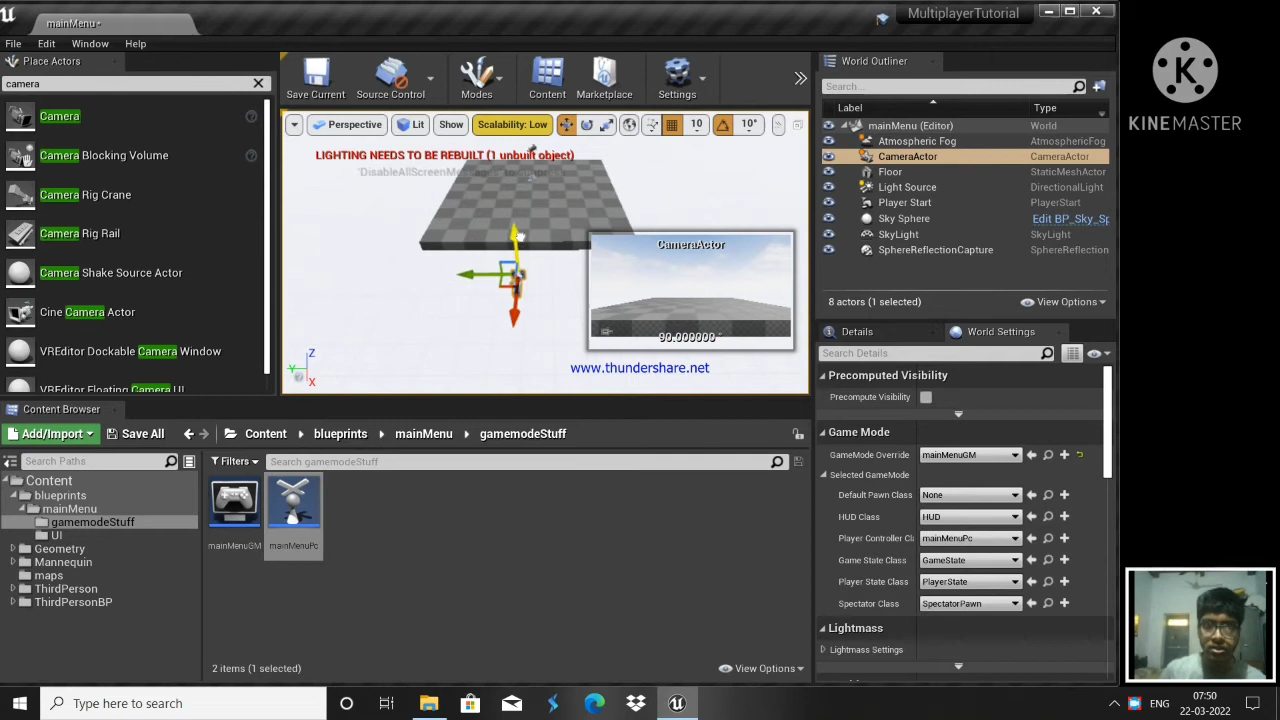 mainMenu
MultiplayerTutorial
File Edit Window Help
Place Actors
camera
Camera
Camera Blocking Volume
Camera Rig Crane
Camera Rig Rail
Camera Shake Source Actor
Cine Camera Actor
VREditor Dockable Camera Window
VREditor Floating Camera UI
Save Current
Source Control
Modes
Content
Marketplace
Settings
Perspective Lit Show Scalability: Low 10 10°
LIGHTING NEEDS TO BE REBUILT (1 unbuilt object)
'DisableAllScreenMessages' to suppress
CameraActor
90.000000 °
www.thundershare.net
Z
Y
X
World Outliner
Search...
Label Type
mainMenu (Editor) World
Atmospheric Fog AtmosphericFog
CameraActor CameraActor
Floor StaticMeshActor
Light Source DirectionalLight
Player Start PlayerStart
Sky Sphere Edit BP_Sky_Sp
SkyLight SkyLight
SphereReflectionCapture SphereReflection
8 actors (1 selected) View Options
Details World Settings
Search Details
Precomputed Visibility
Precompute Visibility
Game Mode
GameMode Override mainMenuGM
Selected GameMode
Default Pawn Class None
HUD Class HUD
Player Controller Cl mainMenuPc
Game State Class GameState
Player State Class PlayerState
Spectator Class SpectatorPawn
Lightmass
Lightmass Settings
Content Browser
Add/Import Save All Content blueprints mainMenu gamemodeStuff
Search Paths
Filters Search gamemodeStuff
Content
blueprints
mainMenu
gamemodeStuff
UI
Geometry
Mannequin
maps
ThirdPerson
ThirdPersonBP
mainMenuGM mainMenuPc
2 items (1 selected) View Options
Type here to search
ENG
07:50
22-03-2022
K
KINEMASTER